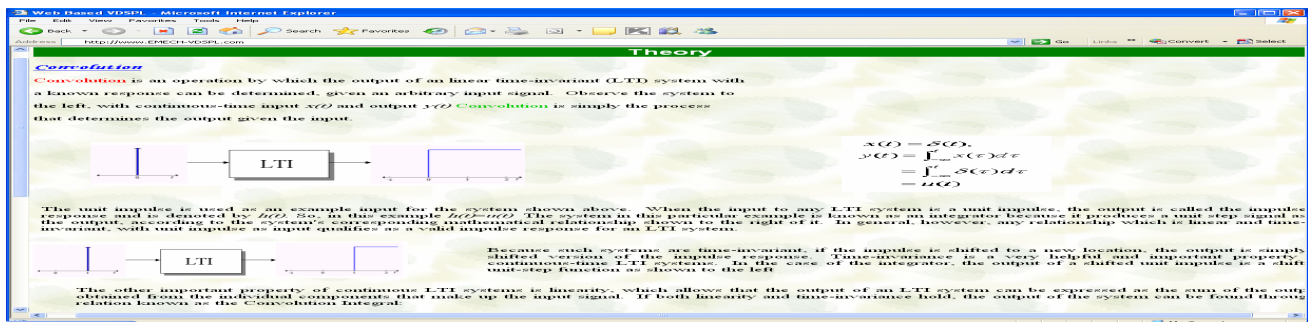 Web Based VDSPL - Microsoft Internet Explorer
File Edit View Favorites Tools Help
Back Search Favorites
Address http://www.EMECH-VDSPL.com Go Links Convert Select
Theory
Convolution
Convolution is an operation by which the output of an linear time-invariant (LTI) system with
a known response can be determined, given an arbitrary input signal. Observe the system to
the left, with continuous-time input x(t) and output y(t) Convolution is simply the process
that determines the output given the input.
x(t) = δ(t),
y(t) = ∫_{-∞}^{t} x(τ)dτ
LTI
= ∫_{-∞}^{t} δ(τ)dτ
= u(t)
The unit impulse is used as an example input for the system shown above. When the input to any LTI system is a unit impulse, the output is called the impulse
response and is denoted by h(t). So, in this example h(t)=u(t) The system in this particular example is known as an integrator because it produces a unit step signal as
the output, according to the system's corresponding mathematical relationship shown to the right of it. In general, however, any relationship which is linear and time-
invariant, with unit impulse as input qualifies as a valid impulse response for an LTI system.
LTI
Because such systems are time-invariant, if the impulse is shifted to a new location, the output is simply
shifted version of the impulse response. Time-invariance is a very helpful and important property
continuous-time LTI systems. In the case of the integrator, the output of a shifted unit impulse is a shift
unit-step function as shown to the left
The other important property of continuous LTI systems is linearity, which allows that the output of an LTI system can be expressed as the sum of the outp
obtained from the individual components that make up the input signal. If both linearity and time-invariance hold, the output of the system can be found throug
relation known as the Convolution Integral: